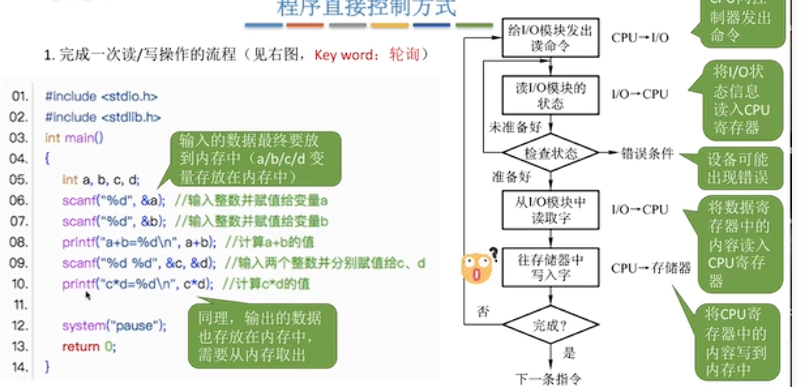 程序直接控制方式
1. 完成一次读/写操作的流程（见右图，Key word：轮询）
01. #include <stdio.h>
02. #include <stdlib.h>
03. int main()
04. {
05. int a, b, c, d;
06. scanf("%d", &a); //输入整数并赋值给变量a
07. scanf("%d", &b); //输入整数并赋值给变量b
08. printf("a+b=%d\n", a+b); //计算a+b的值
09. scanf("%d %d", &c, &d); //输入两个整数并分别赋值给c、d
10. printf("c*d=%d\n", c*d); //计算c*d的值
11.
12. system("pause");
13. return 0;
14. }
输入的数据最终要放
到内存中（a/b/c/d 变
量存放在内存中）
同理，输出的数据
也存放在内存中，
需要从内存取出
给I/O模块发出
读命令
CPU→I/O
制器发出
命令
读I/O模块的
状态
I/O→CPU
将I/O状
态信息
读入CPU
寄存器
未准备好
检查状态
错误条件
设备可能
出现错误
准备好
从I/O模块中
读取字
I/O→CPU
将数据寄
存器中的
内容读入
CPU寄存
器
往存储器中
写入字
CPU→存储器
将CPU寄
存器中的
内容写到
内存中
否
完成?
是
下一条指令